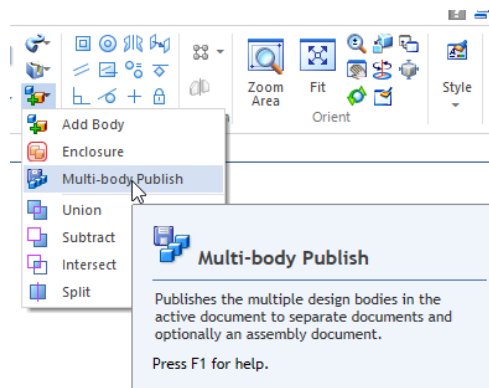 Zoom
Area
Fit
Style
Orient
a
Add Body
Enclosure
Multi-body Publish
Union
Subtract
Intersect
Split
Multi-body Publish
Publishes the multiple design bodies in the
active document to separate documents and
optionally an assembly document.
Press F1 for help.